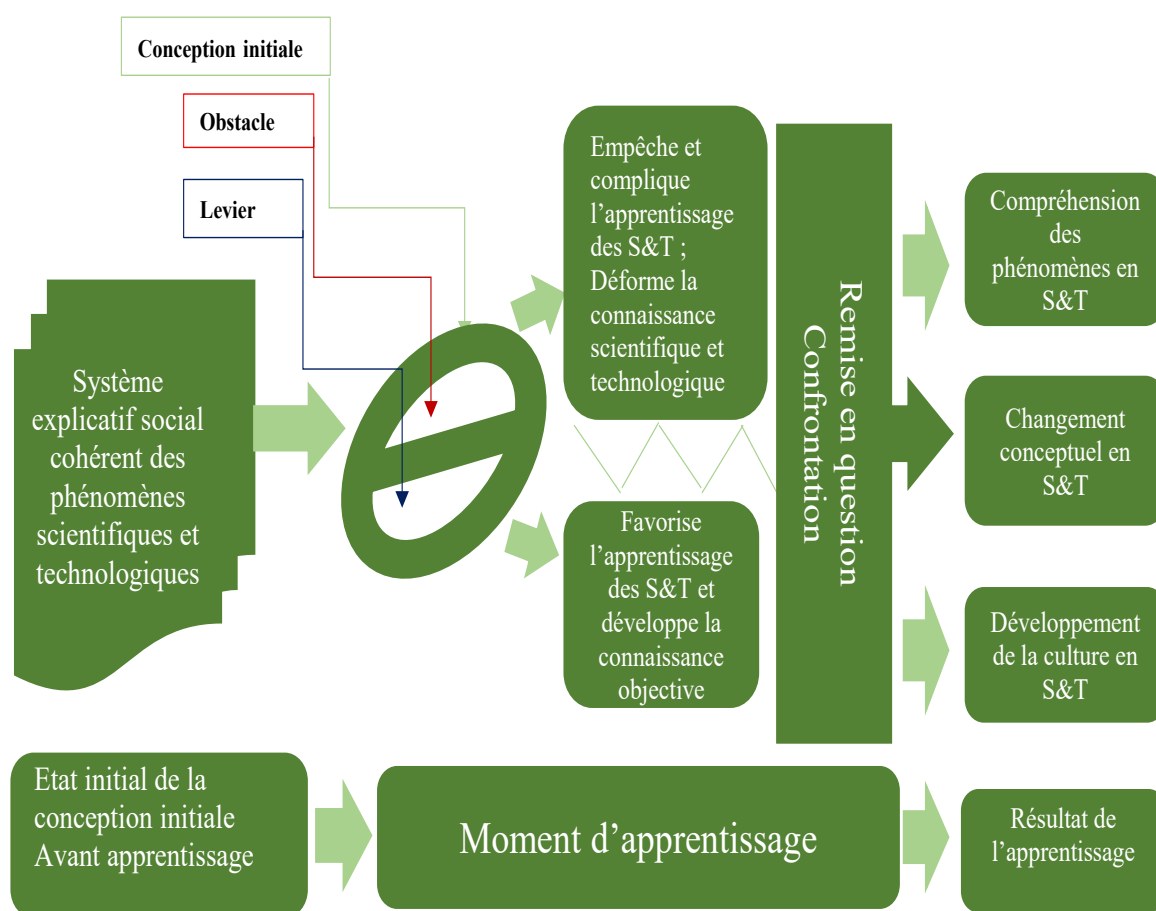 Conception initiale
Obstacle
Levier
Système
explicatif social
cohérent des
phénomènes
scientifiques et
technologiques
Empêche et
complique
l’apprentissage
des S&T ;
Déforme la
connaissance
scientifique et
technologique
Favorise
l’apprentissage
des S&T et
développe la
connaissance
objective
Remise en question
Confrontation
Compréhension
des
phénomènes en
S&T
Changement
conceptuel en
S&T
Développement
de la culture en
S&T
Etat initial de la
conception initiale
Avant apprentissage
Moment d’apprentissage
Résultat de
l’apprentissage